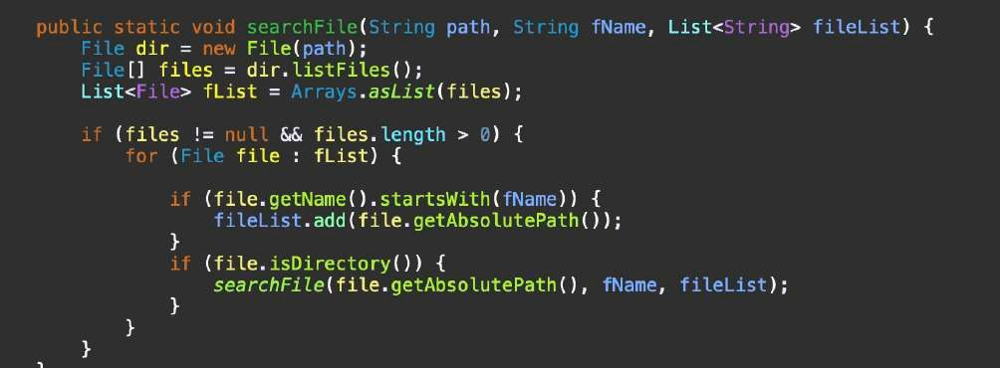 public static void searchFile(String path, String fName, List<String> fileList) {
    File dir = new File(path);
    File[] files = dir.listFiles();
    List<File> fList = Arrays.asList(files);

    if (files != null && files.length > 0) {
        for (File file : fList) {

            if (file.getName().startsWith(fName)) {
                fileList.add(file.getAbsolutePath());
            }
            if (file.isDirectory()) {
                searchFile(file.getAbsolutePath(), fName, fileList);
            }
        }
    }
}